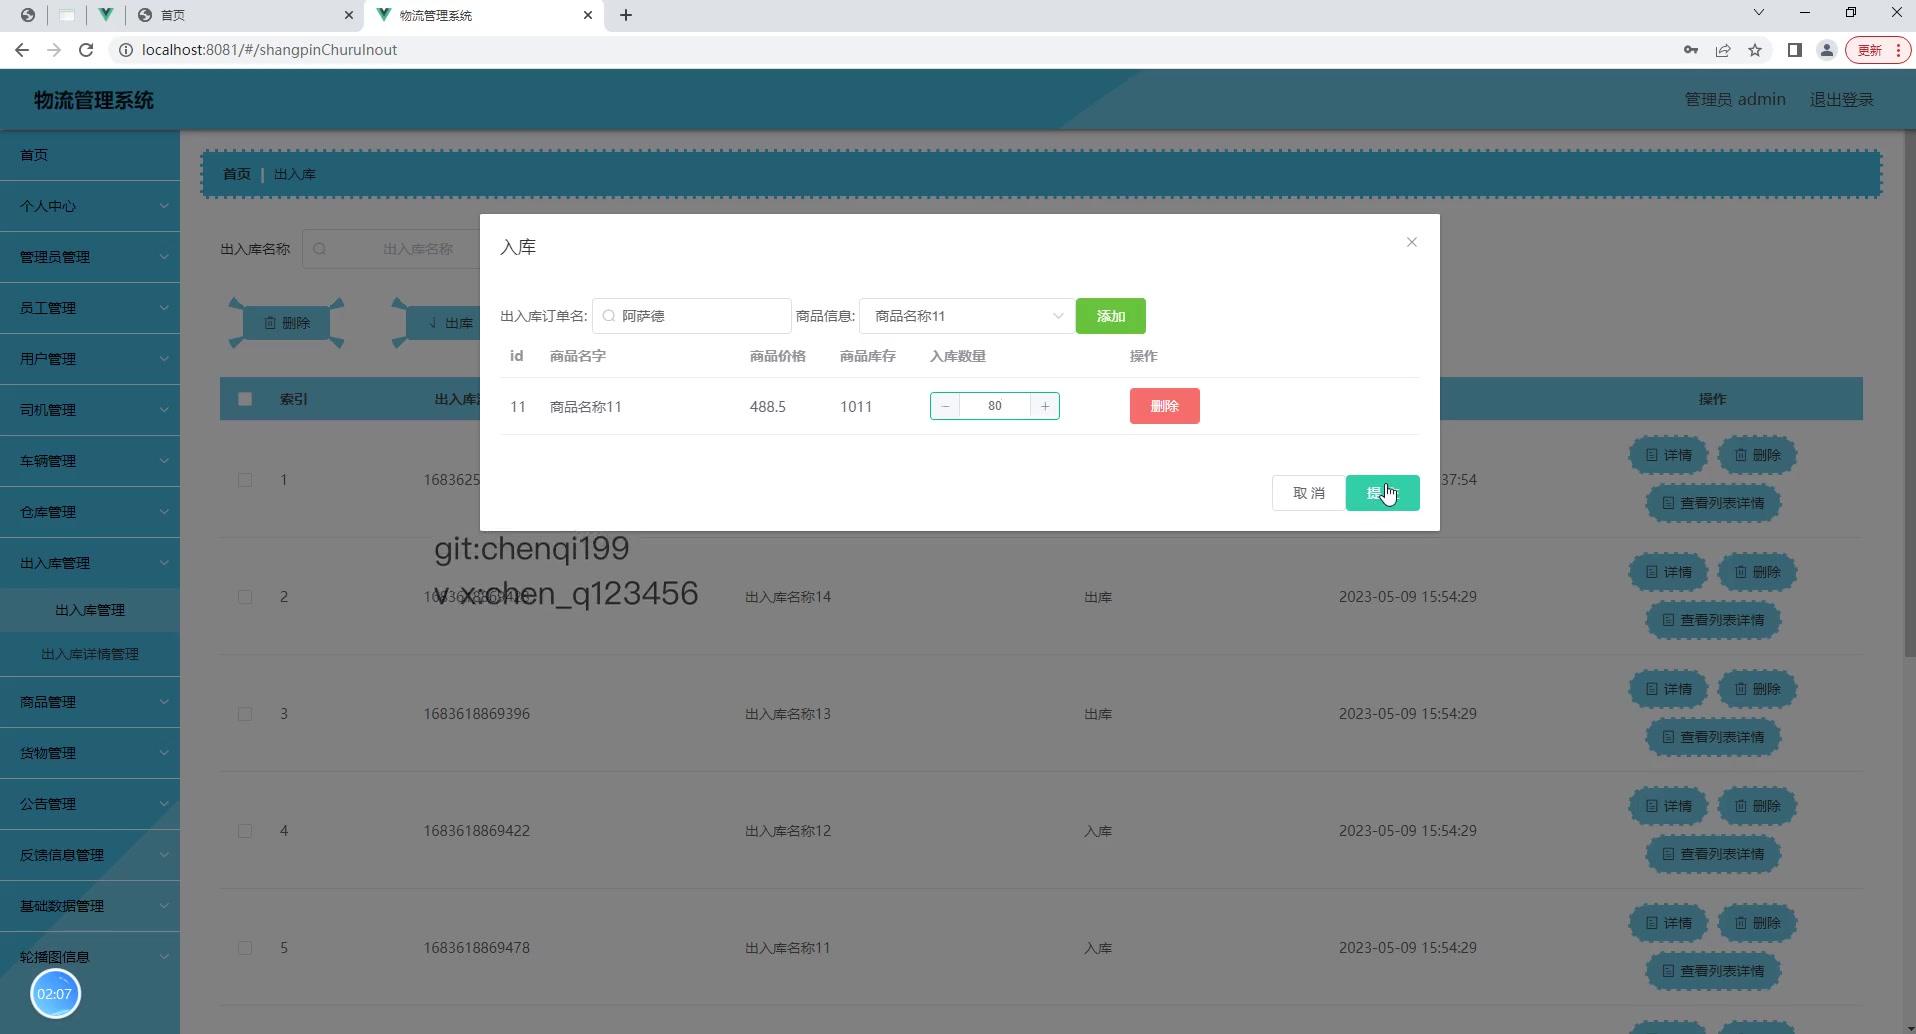 首页
物流管理系统
localhost:8081/#/shangpinChuruInout
更新
物流管理系统
管理员 admin
退出登录
首页
个人中心
管理员管理
员工管理
用户管理
司机管理
车辆管理
仓库管理
出入库管理
出入库管理
出入库详情管理
商品管理
货物管理
公告管理
反馈信息管理
基础数据管理
轮播图信息
02:07
首页 | 出入库
出入库名称 出入库名称
删除
出库
入库
出入库订单名: 阿萨德 商品信息: 商品名称11 添加
id 商品名字 商品价格 商品库存 入库数量 操作
11 商品名称11 488.5 1011 80 删除
取 消
索引 操作
1 1683625 37:54 详情 删除
查看列表详情
git:chenqi199
v x:chen_q123456
2 出入库名称14 出库 2023-05-09 15:54:29 详情 删除
查看列表详情
3 1683618869396 出入库名称13 出库 2023-05-09 15:54:29 详情 删除
查看列表详情
4 1683618869422 出入库名称12 入库 2023-05-09 15:54:29 详情 删除
查看列表详情
5 1683618869478 出入库名称11 入库 2023-05-09 15:54:29 详情 删除
查看列表详情